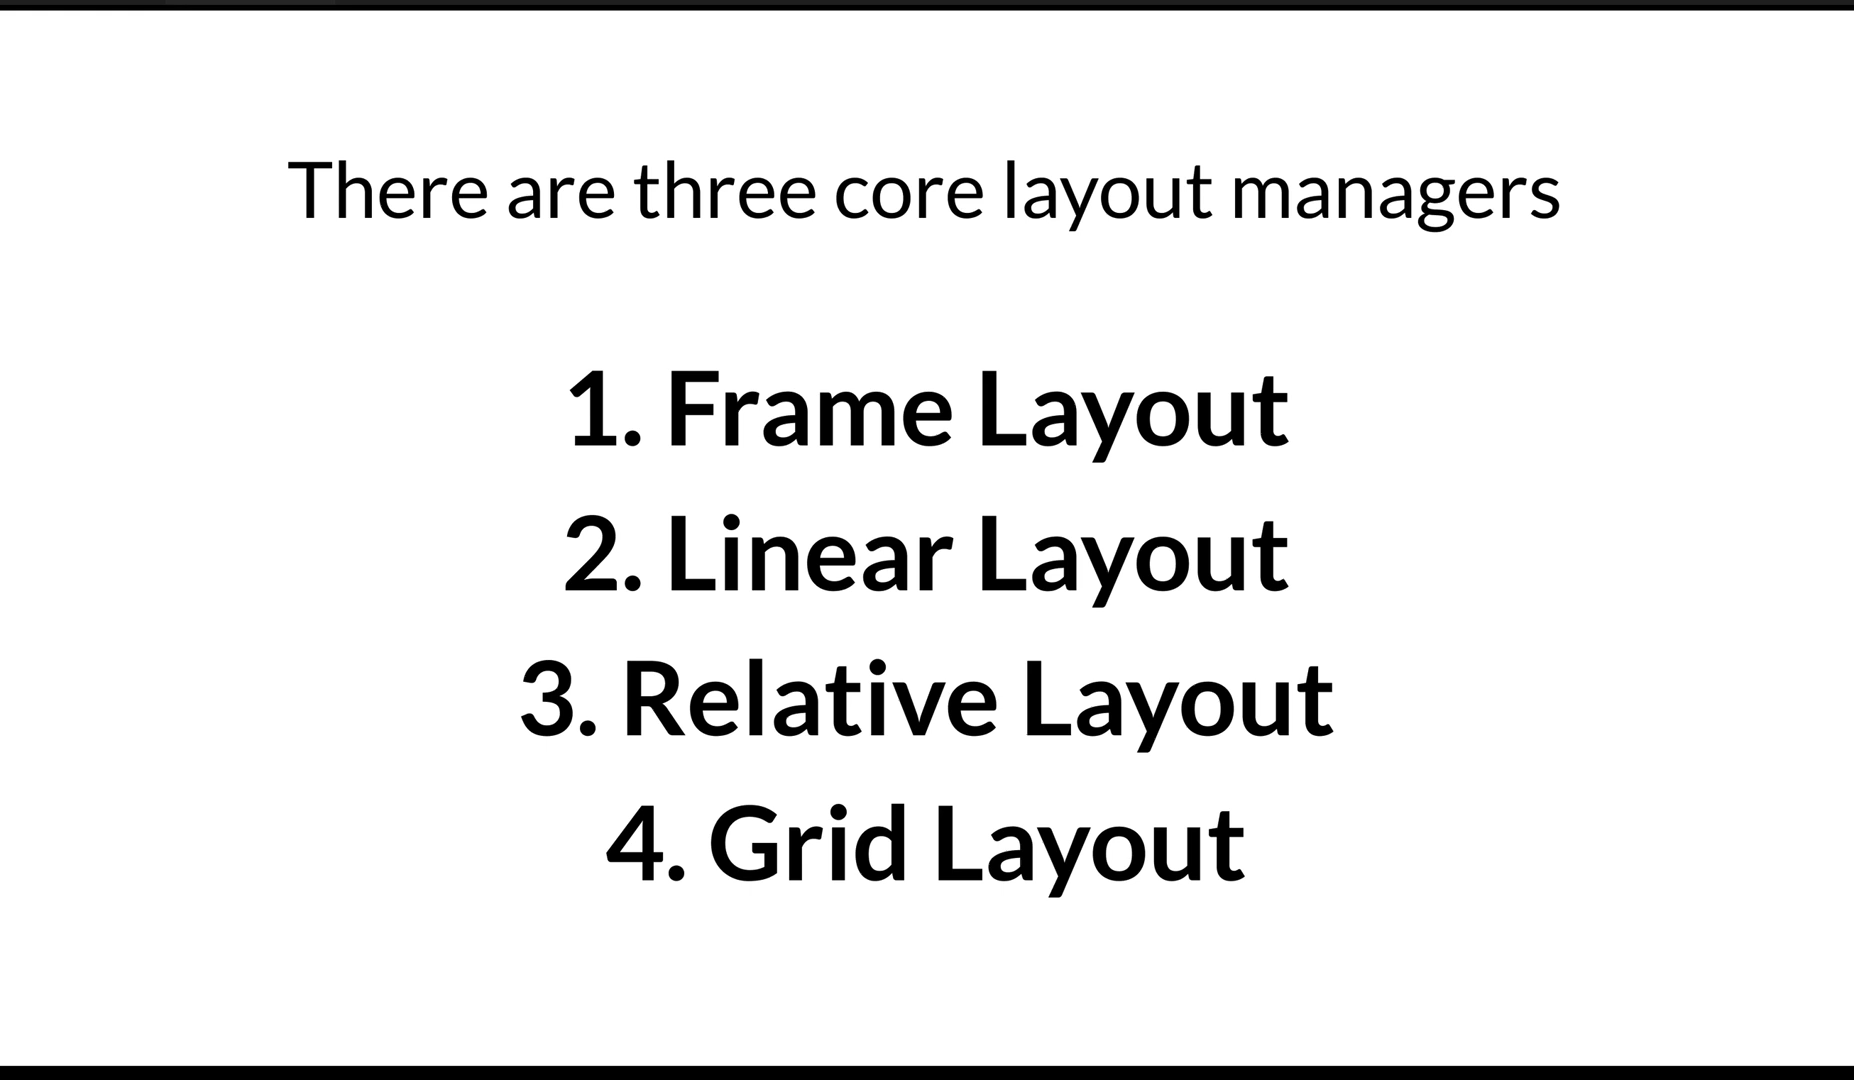 There are three core layout managers
1. Frame Layout
2. Linear Layout
3. Relative Layout
4. Grid Layout